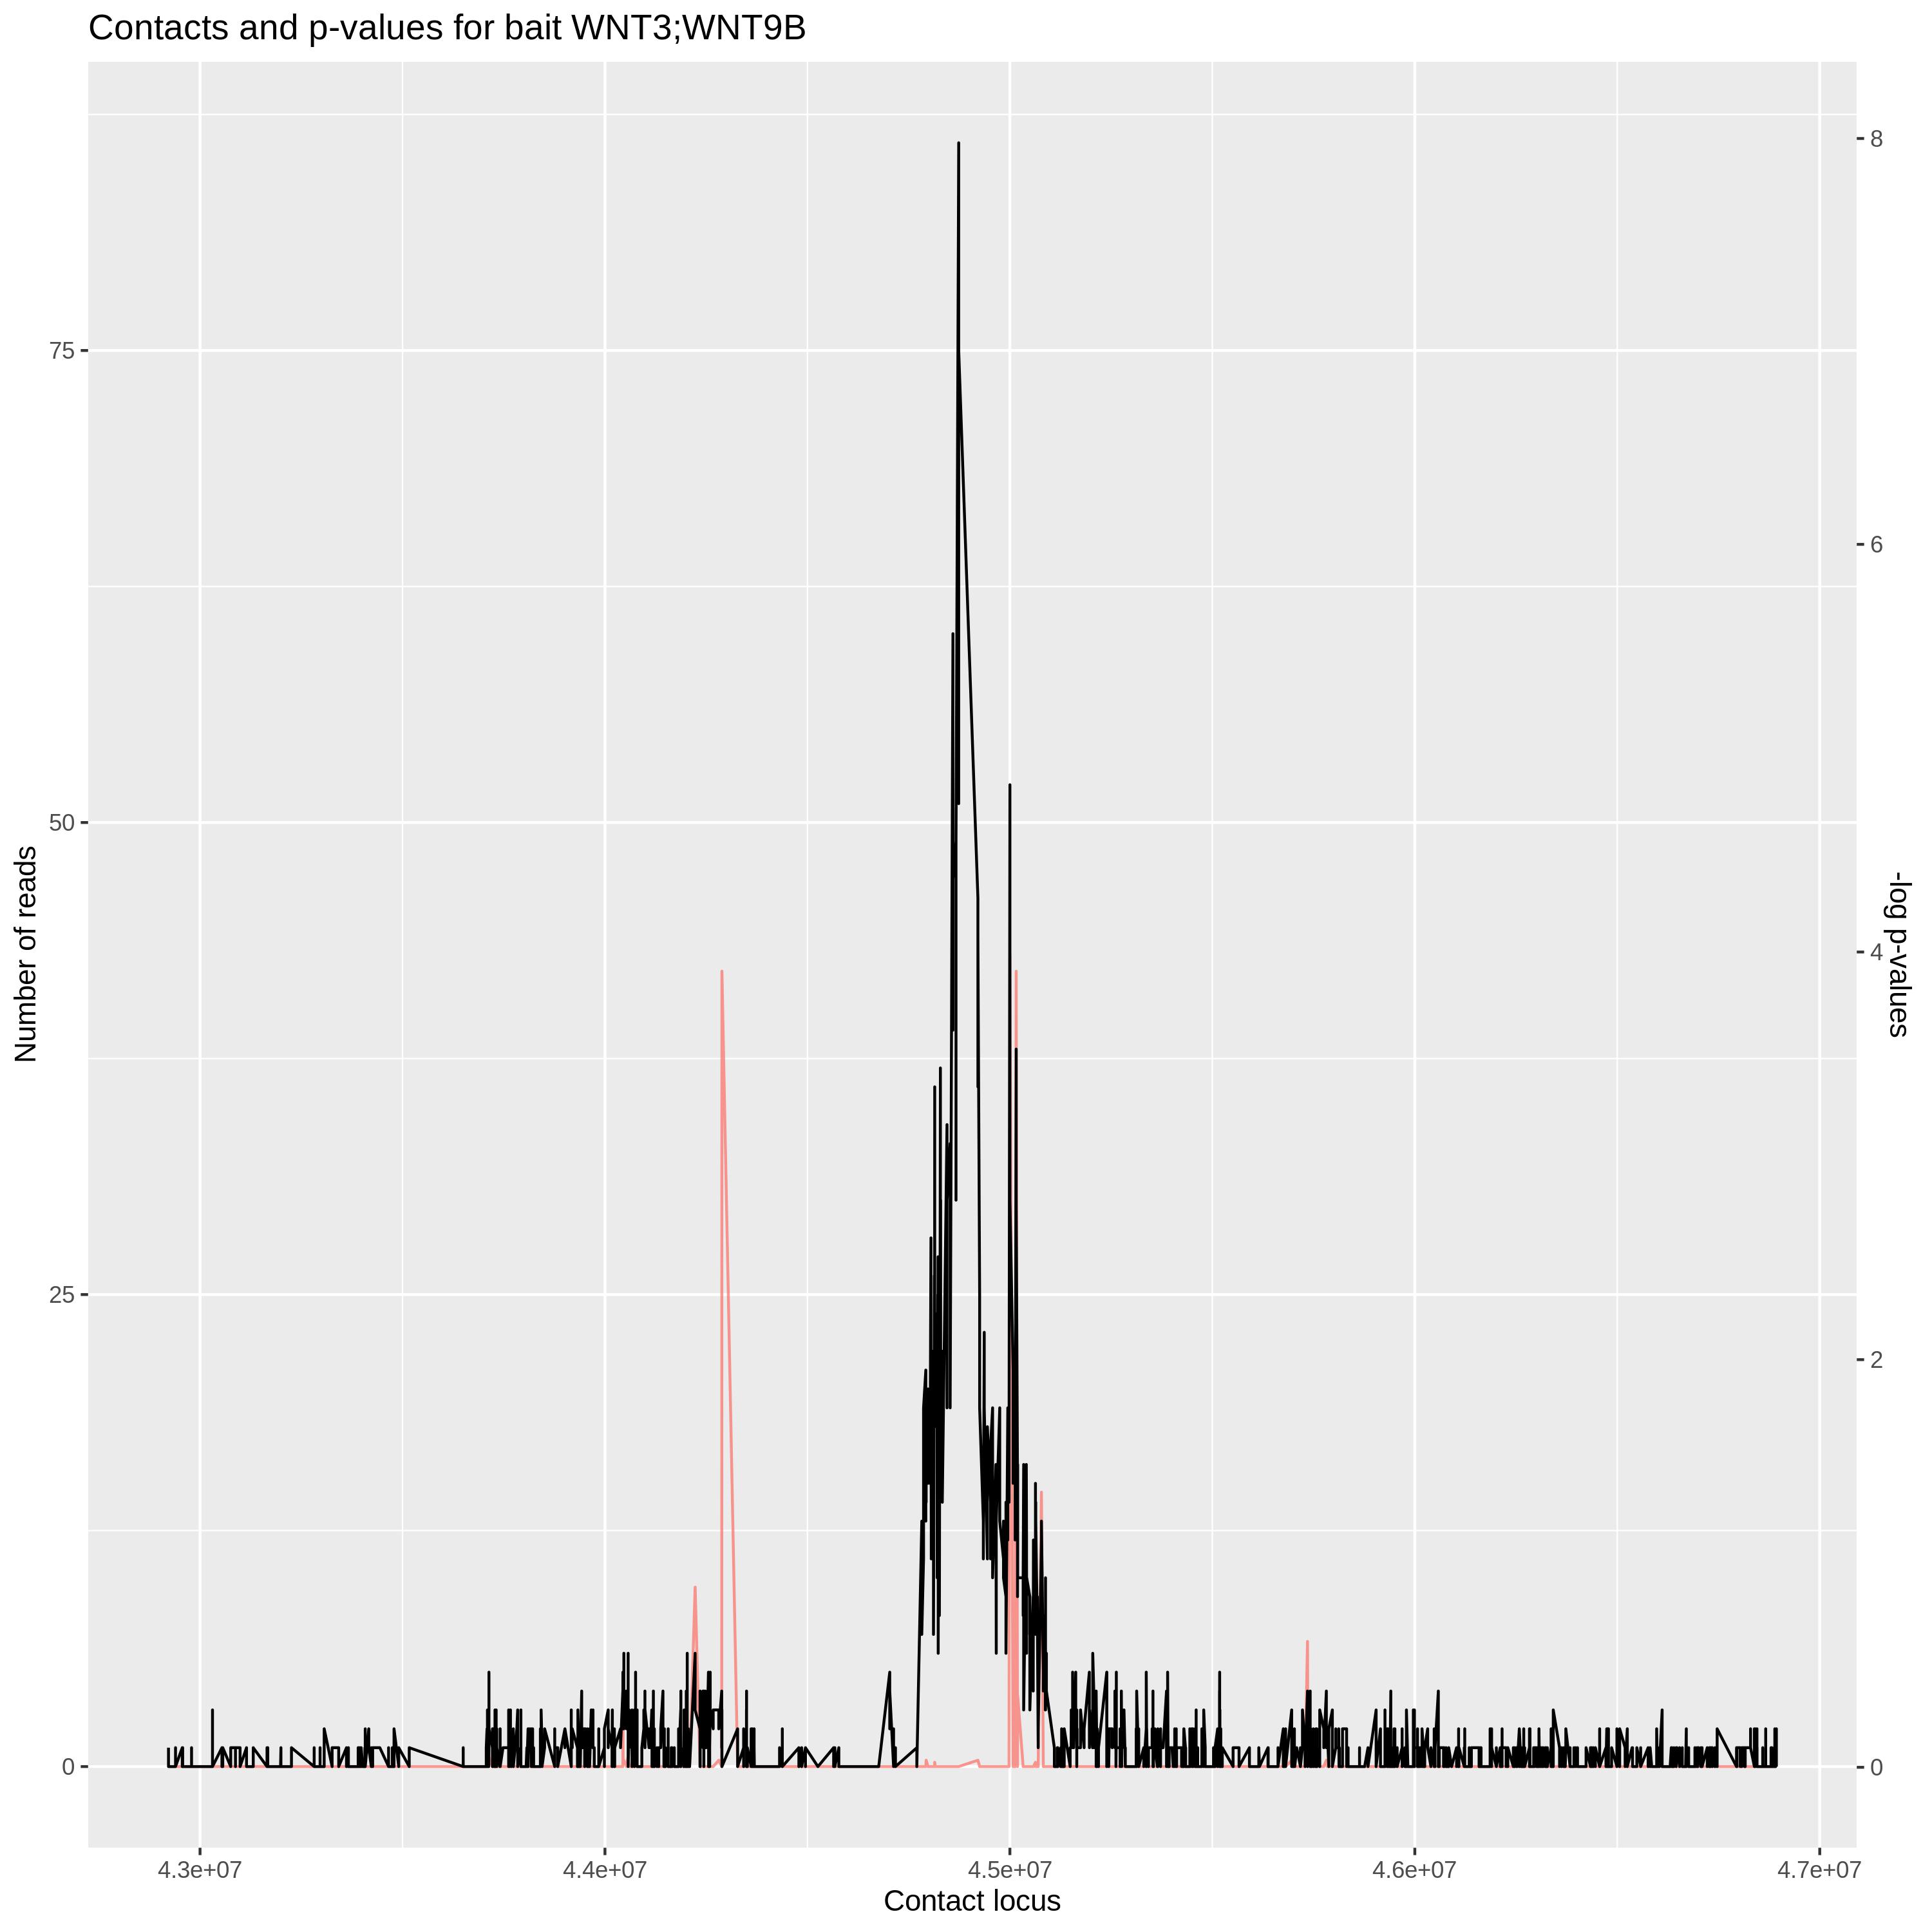 Contacts and p-values for bait WNT3;WNT9B
Number of reads
75
50
25
0
8
6
4
2
0
-log p-values
4.3e+07 4.4e+07 4.5e+07 4.6e+07 4.7e+07
Contact locus